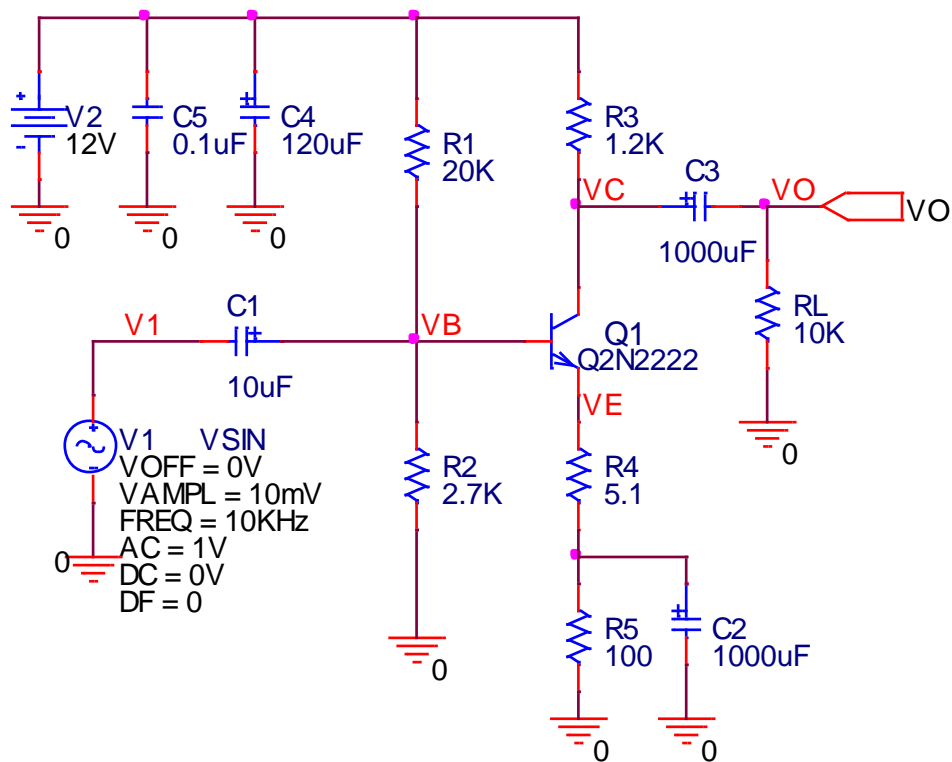 V2
12V
0
C5
0.1uF
0
C4
120uF
0
R1
20K
R3
1.2K
VC
C3
1000uF
VO
VO
RL
10K
0
V1
C1
10uF
VB
Q1
Q2N2222
VE
V1 VSIN
VOFF = 0V
VAMPL = 10mV
FREQ = 10KHz
AC = 1V
DC = 0V
DF = 0
0
R2
2.7K
0
R4
5.1
R5
100
0
C2
1000uF
0